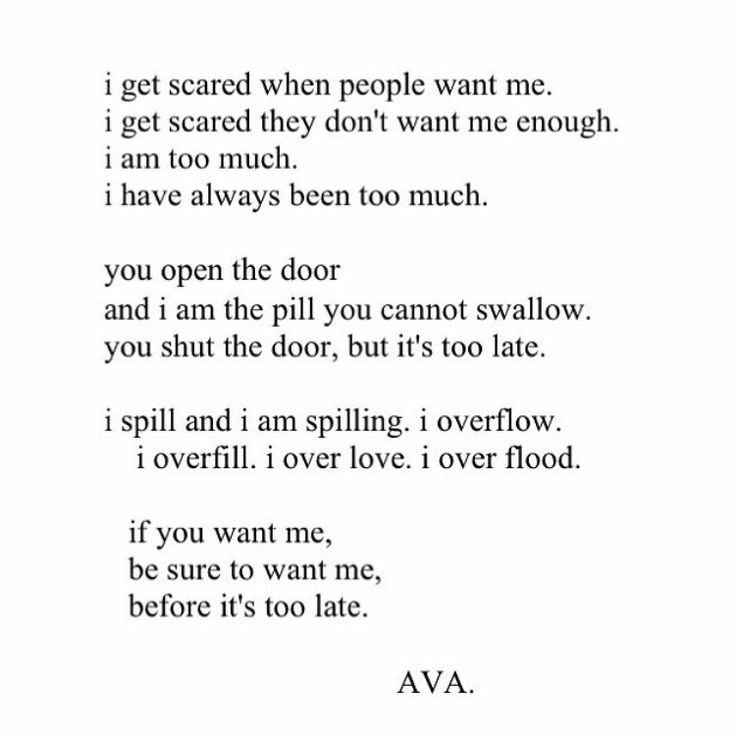 i get scared when people want me.
i get scared they don't want me enough.
i am too much.
i have always been too much.
you open the door
and i am the pill you cannot swallow.
you shut the door, but it's too late.
i spill and i am spilling. i overflow.
i overfill. i over love. i over flood.
if you want me,
be sure to want me,
before it's too late.
AVA.